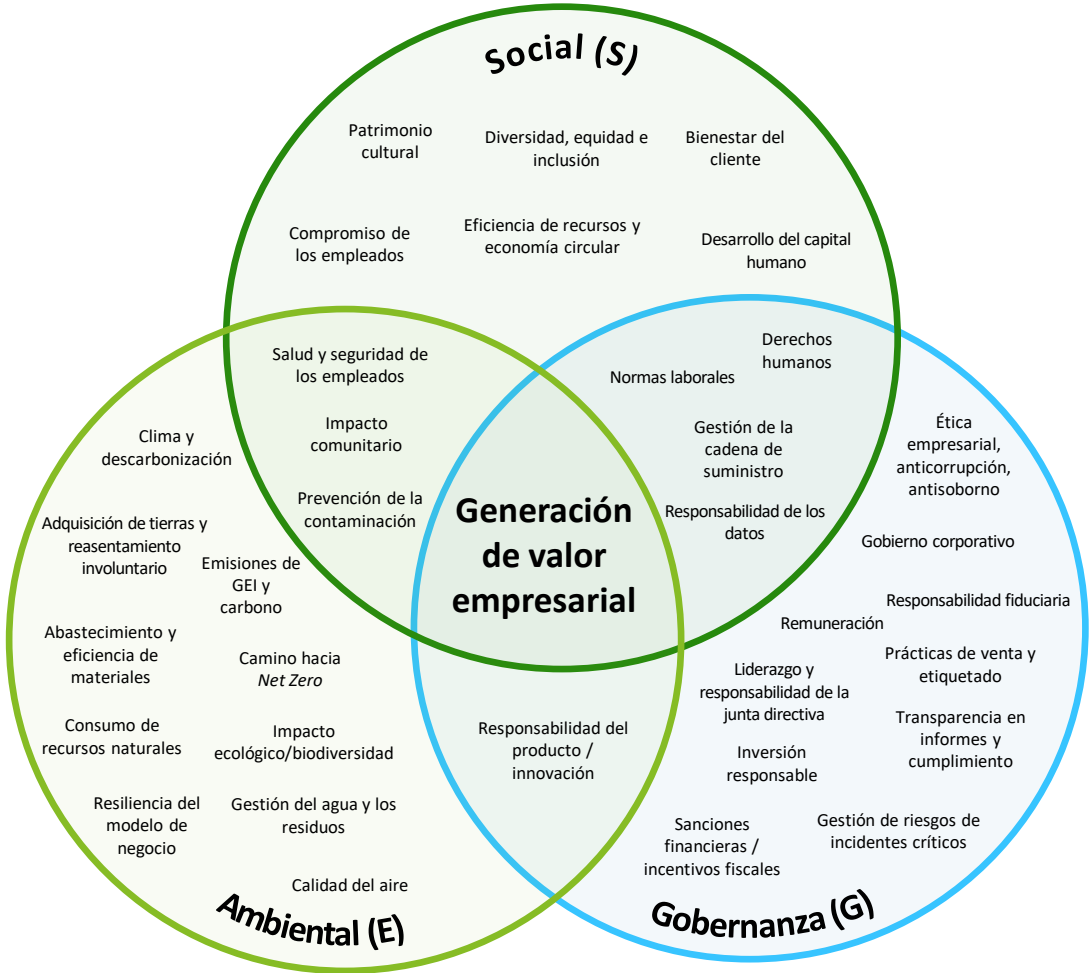 Social (S)
Patrimonio
cultural
Diversidad, equidad e
inclusión
Bienestar del
cliente
Compromiso de
los empleados
Eficiencia de recursos y
economía circular
Desarrollo del capital
humano
Salud y seguridad de
los empleados
Impacto
comunitario
Prevención de la
contaminación
Derechos
humanos
Normas laborales
Gestión de la
cadena de
suministro
Responsabilidad de los
datos
Generación
de valor
empresarial
Clima y
descarbonización
Adquisición de tierras y
reasentamiento
involuntario
Emisiones de
GEI y
carbono
Abastecimiento y
eficiencia de
materiales
Camino hacia
Net Zero
Consumo de
recursos naturales
Impacto
ecológico/biodiversidad
Resiliencia del
modelo de
negocio
Gestión del agua y los
residuos
Calidad del aire
Ambiental (E)
Responsabilidad del
producto /
innovación
Ética
empresarial,
anticorrupción,
antisoborno
Gobierno corporativo
Responsabilidad fiduciaria
Remuneración
Prácticas de venta y
etiquetado
Liderazgo y
responsabilidad de la
junta directiva
Transparencia en
informes y
cumplimiento
Inversión
responsable
Sanciones
financieras /
incentivos fiscales
Gestión de riesgos de
incidentes críticos
Gobernanza (G)